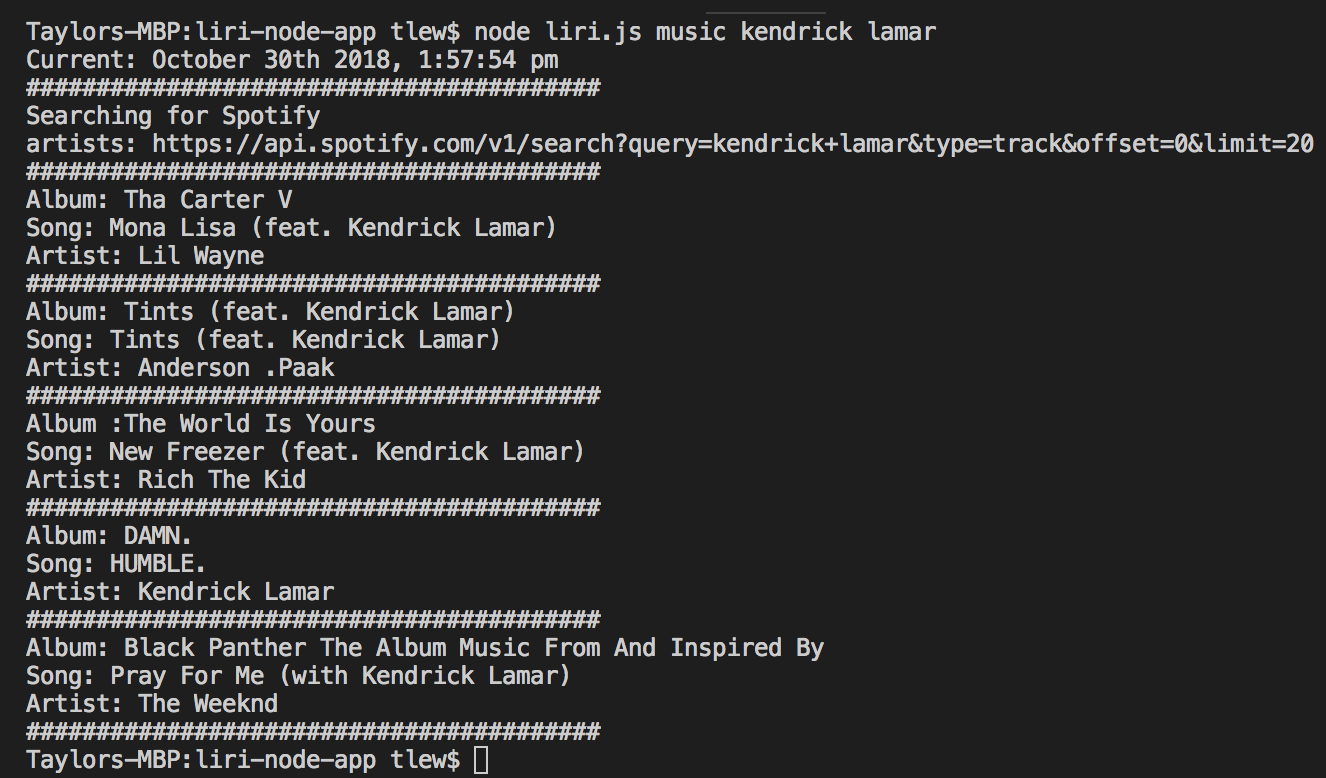 Taylors-MBP:liri-node-app tlew$ node liri.js music kendrick lamar
Current: October 30th 2018, 1:57:54 pm
#########################################
Searching for Spotify
artists: https://api.spotify.com/v1/search?query=kendrick+lamar&type=track&offset=0&limit=20
#########################################
Album: Tha Carter V
Song: Mona Lisa (feat. Kendrick Lamar)
Artist: Lil Wayne
#########################################
Album: Tints (feat. Kendrick Lamar)
Song: Tints (feat. Kendrick Lamar)
Artist: Anderson .Paak
#########################################
Album :The World Is Yours
Song: New Freezer (feat. Kendrick Lamar)
Artist: Rich The Kid
#########################################
Album: DAMN.
Song: HUMBLE.
Artist: Kendrick Lamar
#########################################
Album: Black Panther The Album Music From And Inspired By
Song: Pray For Me (with Kendrick Lamar)
Artist: The Weeknd
#########################################
Taylors-MBP:liri-node-app tlew$